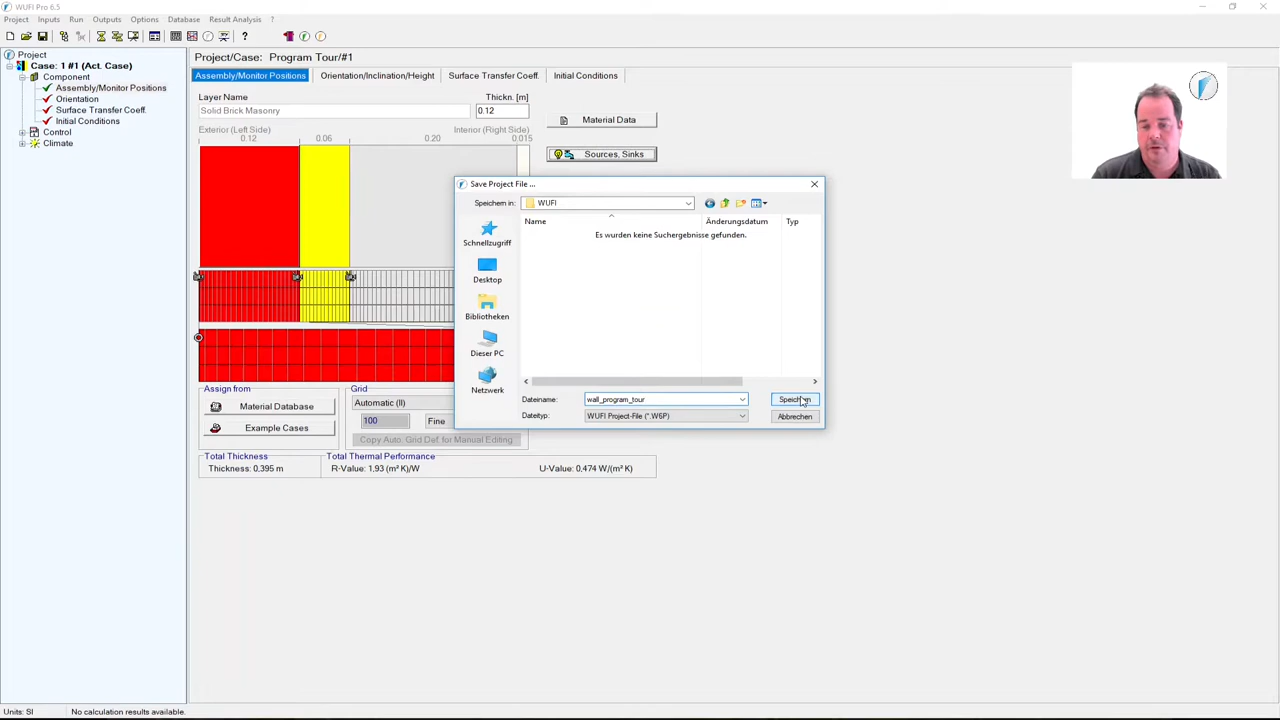 WUFI Pro 6.5
Project Inputs Run Outputs Options Database Result Analysis ?
Project
Case: 1 #1 (Act. Case)
Component
Assembly/Monitor Positions
Orientation
Surface Transfer Coeff.
Initial Conditions
Control
Climate
Project/Case: Program Tour/#1
Assembly/Monitor Positions Orientation/Inclination/Height Surface Transfer Coeff. Initial Conditions
Layer Name Thickn. [m]
Solid Brick Masonry 0.12
Material Data
Exterior (Left Side) Interior (Right Side)
0.12 0.06 0.20 0.015
Sources, Sinks
Save Project File ...
Speichern in: WUFI
Name Änderungsdatum Typ
Es wurden keine Suchergebnisse gefunden.
Schnellzugriff
Desktop
Bibliotheken
Dieser PC
Netzwerk
Dateiname: wall_program_tour Speichern
Dateityp: WUFI Project-File (*.W6P) Abbrechen
Assign from
Material Database
Example Cases
Grid
Automatic (II)
100 Fine
Copy Auto. Grid Def. for Manual Editing
Total Thickness
Thickness: 0.395 m
Total Thermal Performance
R-Value: 1.93 (m² K)/W U-Value: 0.474 W/(m² K)
Units: SI No calculation results available.